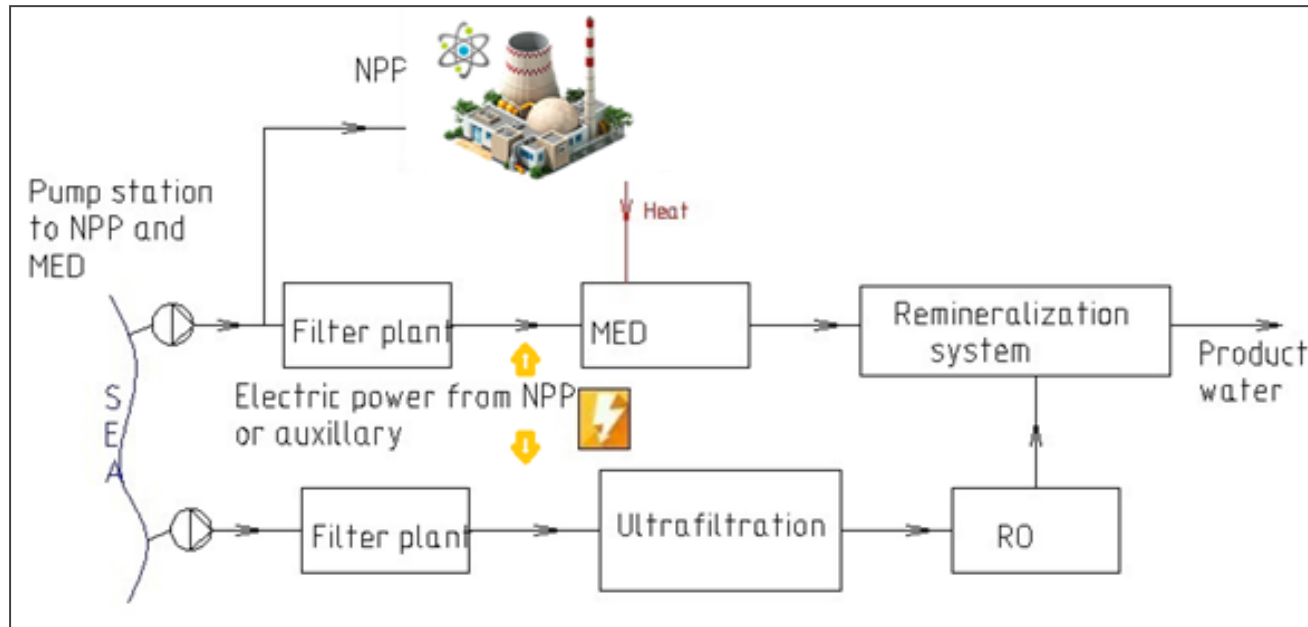 NPP
Pump station
to NPP and
MED
Heat
Filter plant
MED
Remineralization
system
Product
water
SEA
Electric power from NPP
or auxillary
Filter plant
Ultrafiltration
RO